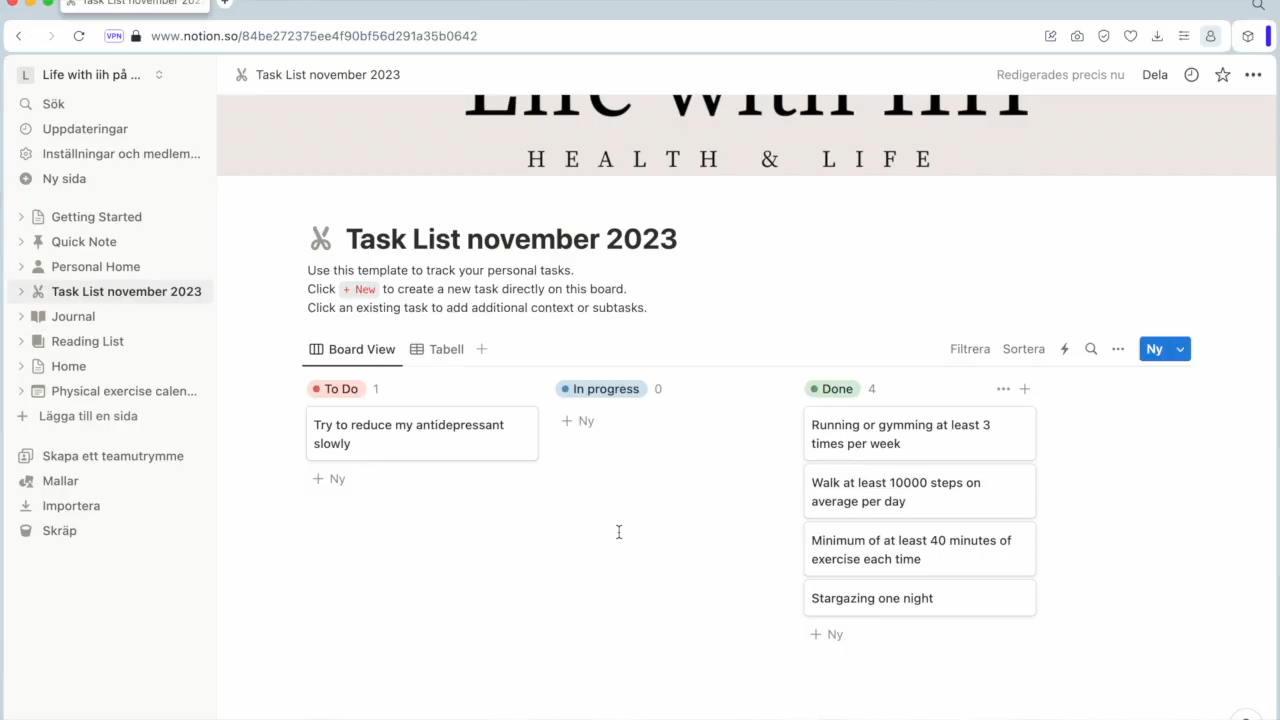 Task List november 202
VPN
www.notion.so/84be272375ee4f90bf56d291a35b0642
L Life with iih på ...
Task List november 2023
Redigerades precis nu
Dela
Sök
Uppdateringar
Inställningar och medlem...
Ny sida
Getting Started
Quick Note
Personal Home
Task List november 2023
Journal
Reading List
Home
Physical exercise calen...
Lägga till en sida
Skapa ett teamutrymme
Mallar
Importera
Skräp
Life with iih
HEALTH & LIFE
Task List november 2023
Use this template to track your personal tasks.
Click + New to create a new task directly on this board.
Click an existing task to add additional context or subtasks.
Board View
Tabell
Filtrera
Sortera
Ny
To Do 1
Try to reduce my antidepressant
slowly
+ Ny
In progress 0
+ Ny
Done 4
Running or gymming at least 3
times per week
Walk at least 10000 steps on
average per day
Minimum of at least 40 minutes of
exercise each time
Stargazing one night
+ Ny